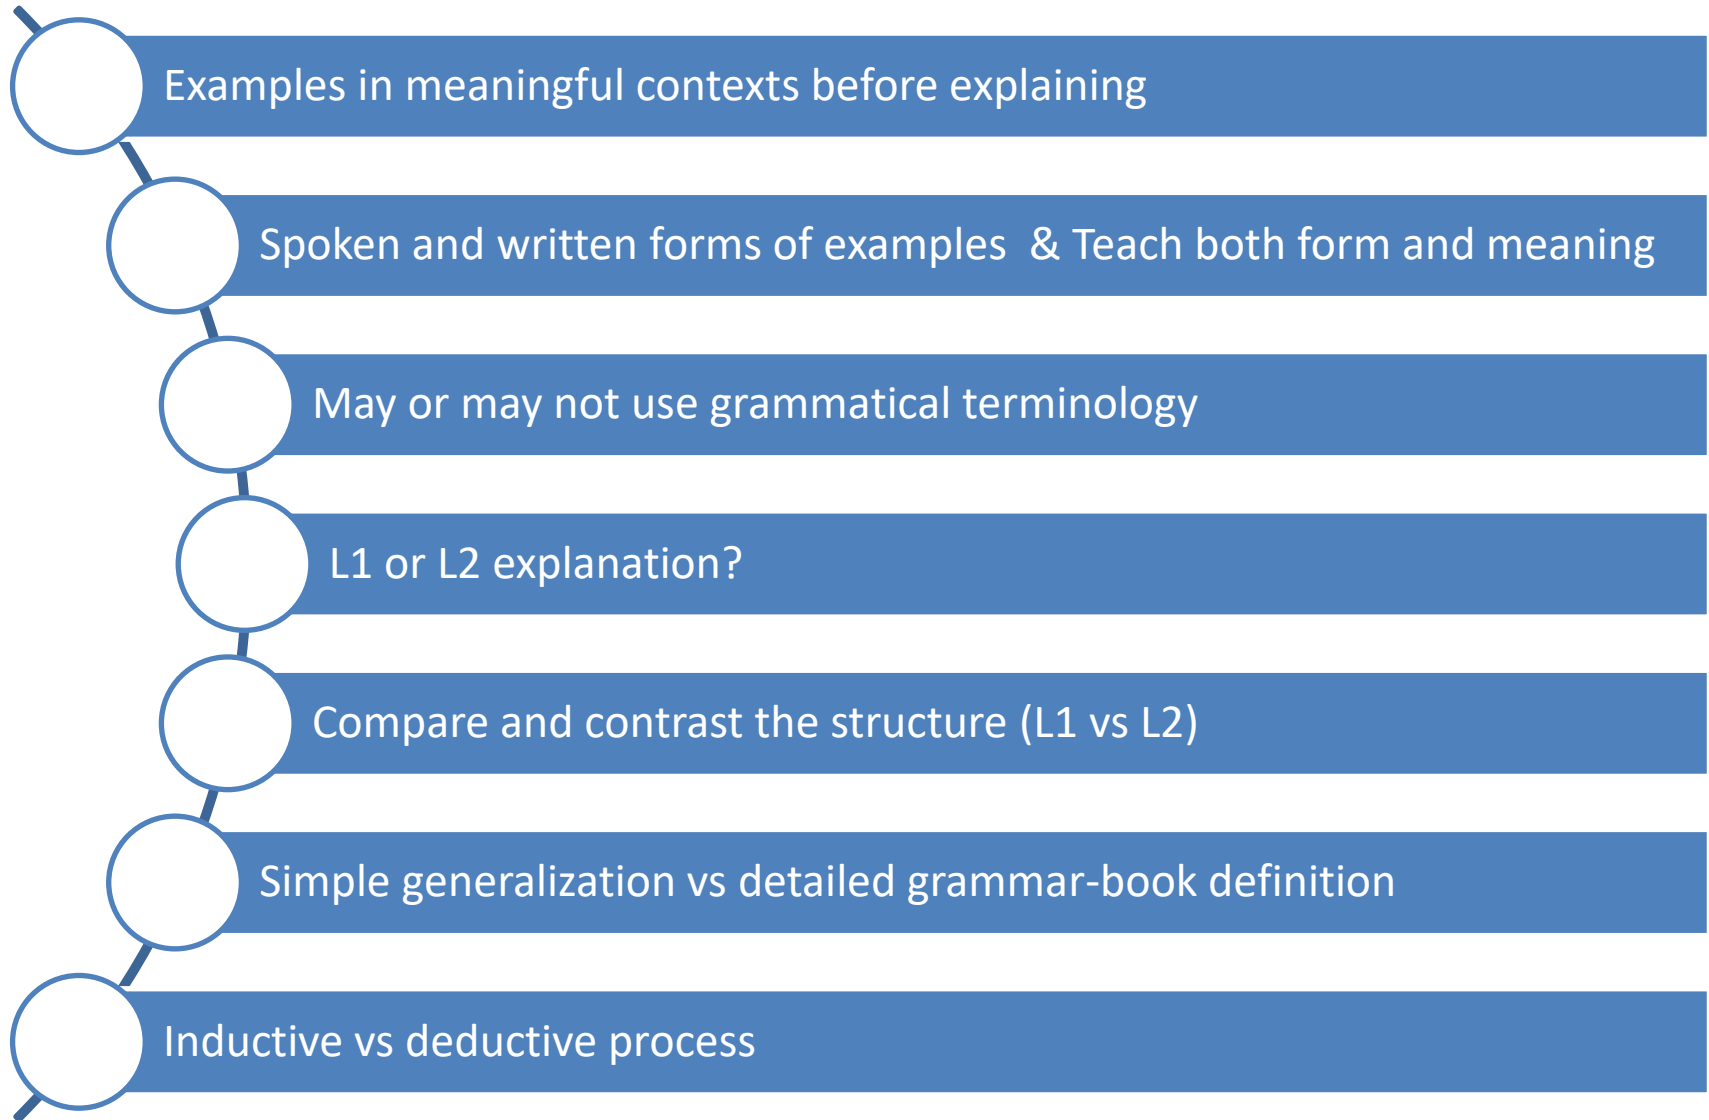 Examples in meaningful contexts before explaining
Spoken and written forms of examples & Teach both form and meaning
May or may not use grammatical terminology
L1 or L2 explanation?
Compare and contrast the structure (L1 vs L2)
Simple generalization vs detailed grammar-book definition
Inductive vs deductive process